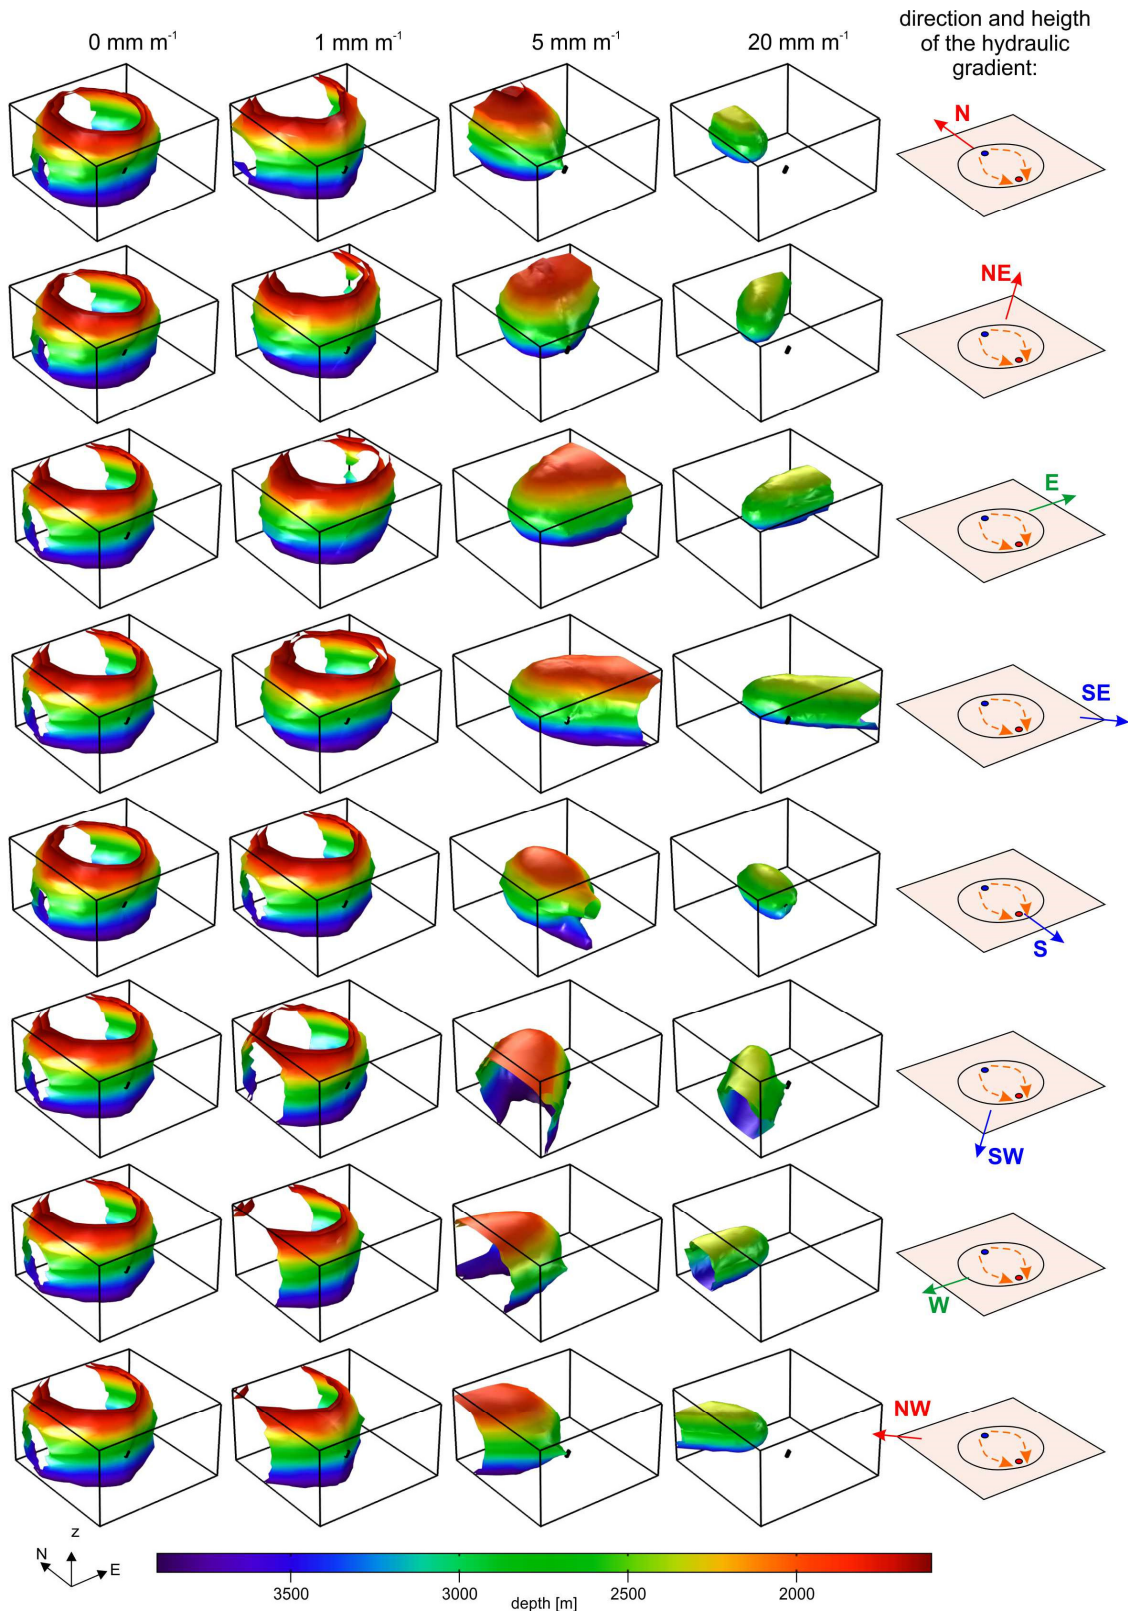 0 mm m⁻¹ 1 mm m⁻¹ 5 mm m⁻¹ 20 mm m⁻¹
direction and heigth
of the hydraulic
gradient:
N
NE
E
SE
S
SW
W
NW
z
N
E
3500 3000 2500 2000
depth [m]